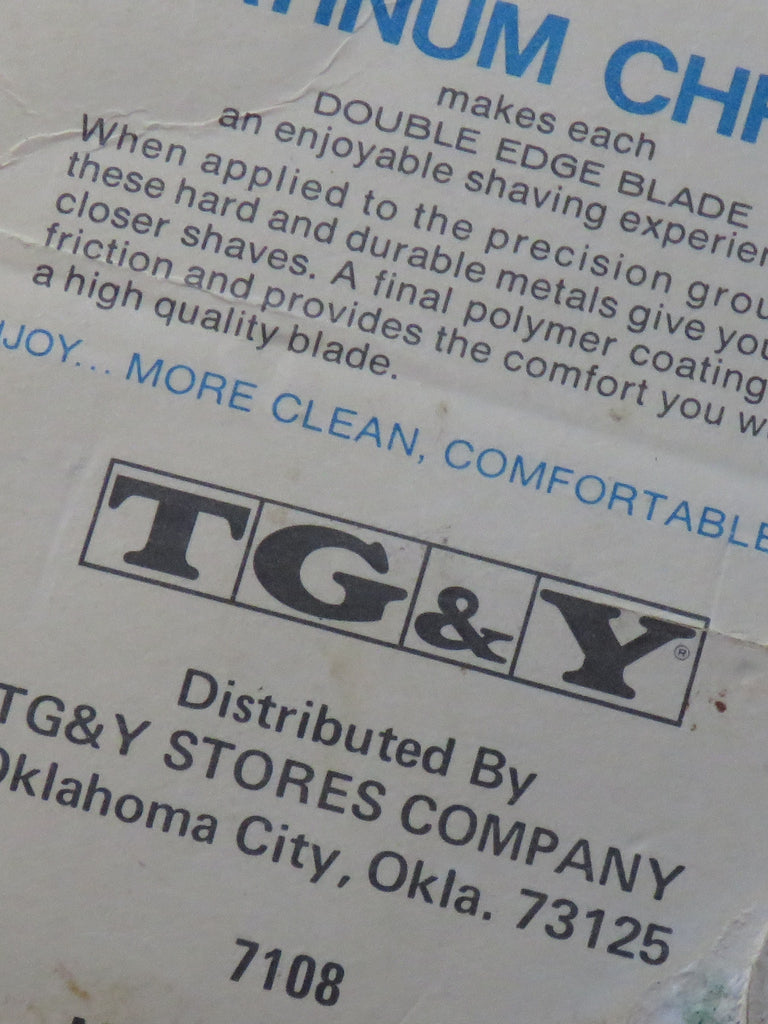 NUM CH
makes each
DOUBLE EDGE BLADE
an enjoyable shaving
When applied to the precision
these hard and durable metals give
closer shaves. A final polymer coating
friction and provides the comfort you
a high quality blade.
JOY... MORE CLEAN, COMFORTABLE
TG&Y®
Distributed By
TG&Y STORES COMPANY
Oklahoma City, Okla. 73125
7108